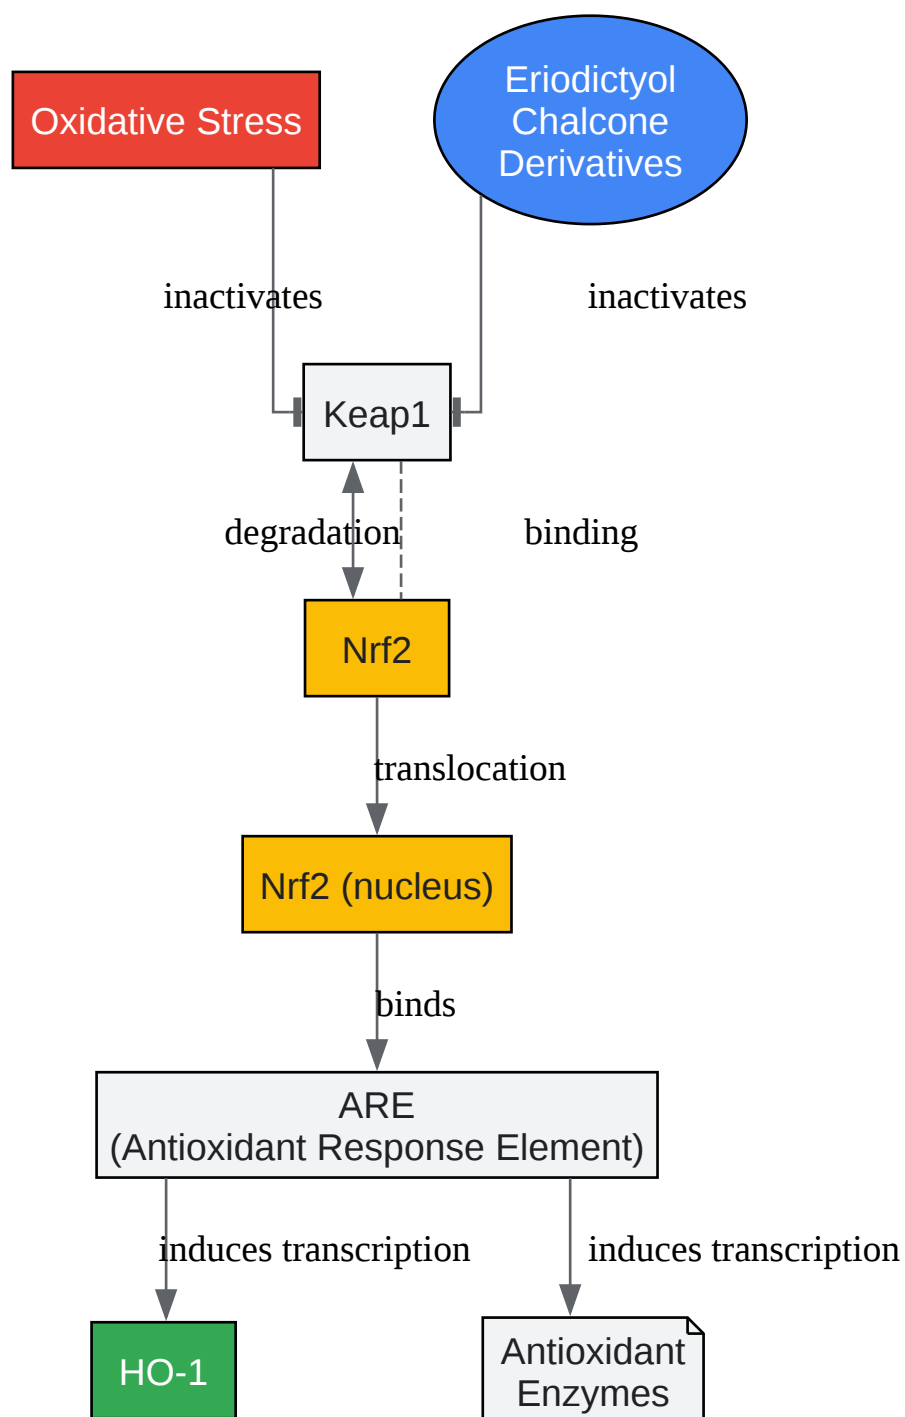 Oxidative Stress
Eriodictyol
Chalcone
Derivatives
inactivates
inactivates
Keap1
degradation
binding
Nrf2
translocation
Nrf2 (nucleus)
binds
ARE
(Antioxidant Response Element)
induces transcription
induces transcription
HO-1
Antioxidant
Enzymes